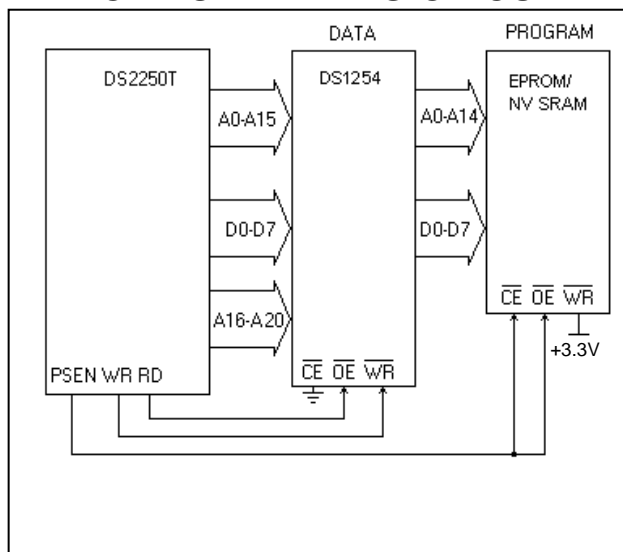 DATA
PROGRAM
DS2250T
DS1254
EPROM/
NV SRAM
A0-A15
A0-A14
D0-D7
D0-D7
A16-A20
CE OE WR
+3.3V
PSEN WR RD
CE OE WR